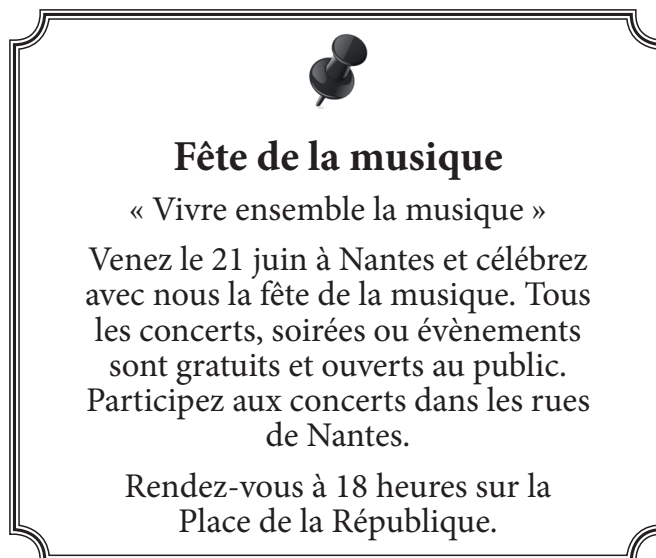 Fête de la musique
« Vivre ensemble la musique »
Venez le 21 juin à Nantes et célébrez
avec nous la fête de la musique. Tous
les concerts, soirées ou évènements
sont gratuits et ouverts au public.
Participez aux concerts dans les rues
de Nantes.
Rendez-vous à 18 heures sur la
Place de la République.